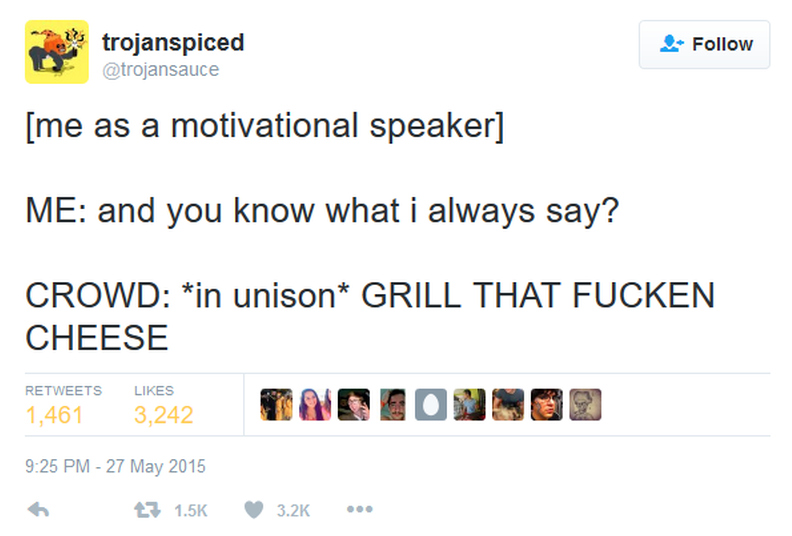 trojanspiced
@trojansauce
Follow
[me as a motivational speaker]
ME: and you know what i always say?
CROWD: *in unison* GRILL THAT FUCKEN
CHEESE
RETWEETS LIKES
1,461 3,242
9:25 PM - 27 May 2015
1.5K 3.2K